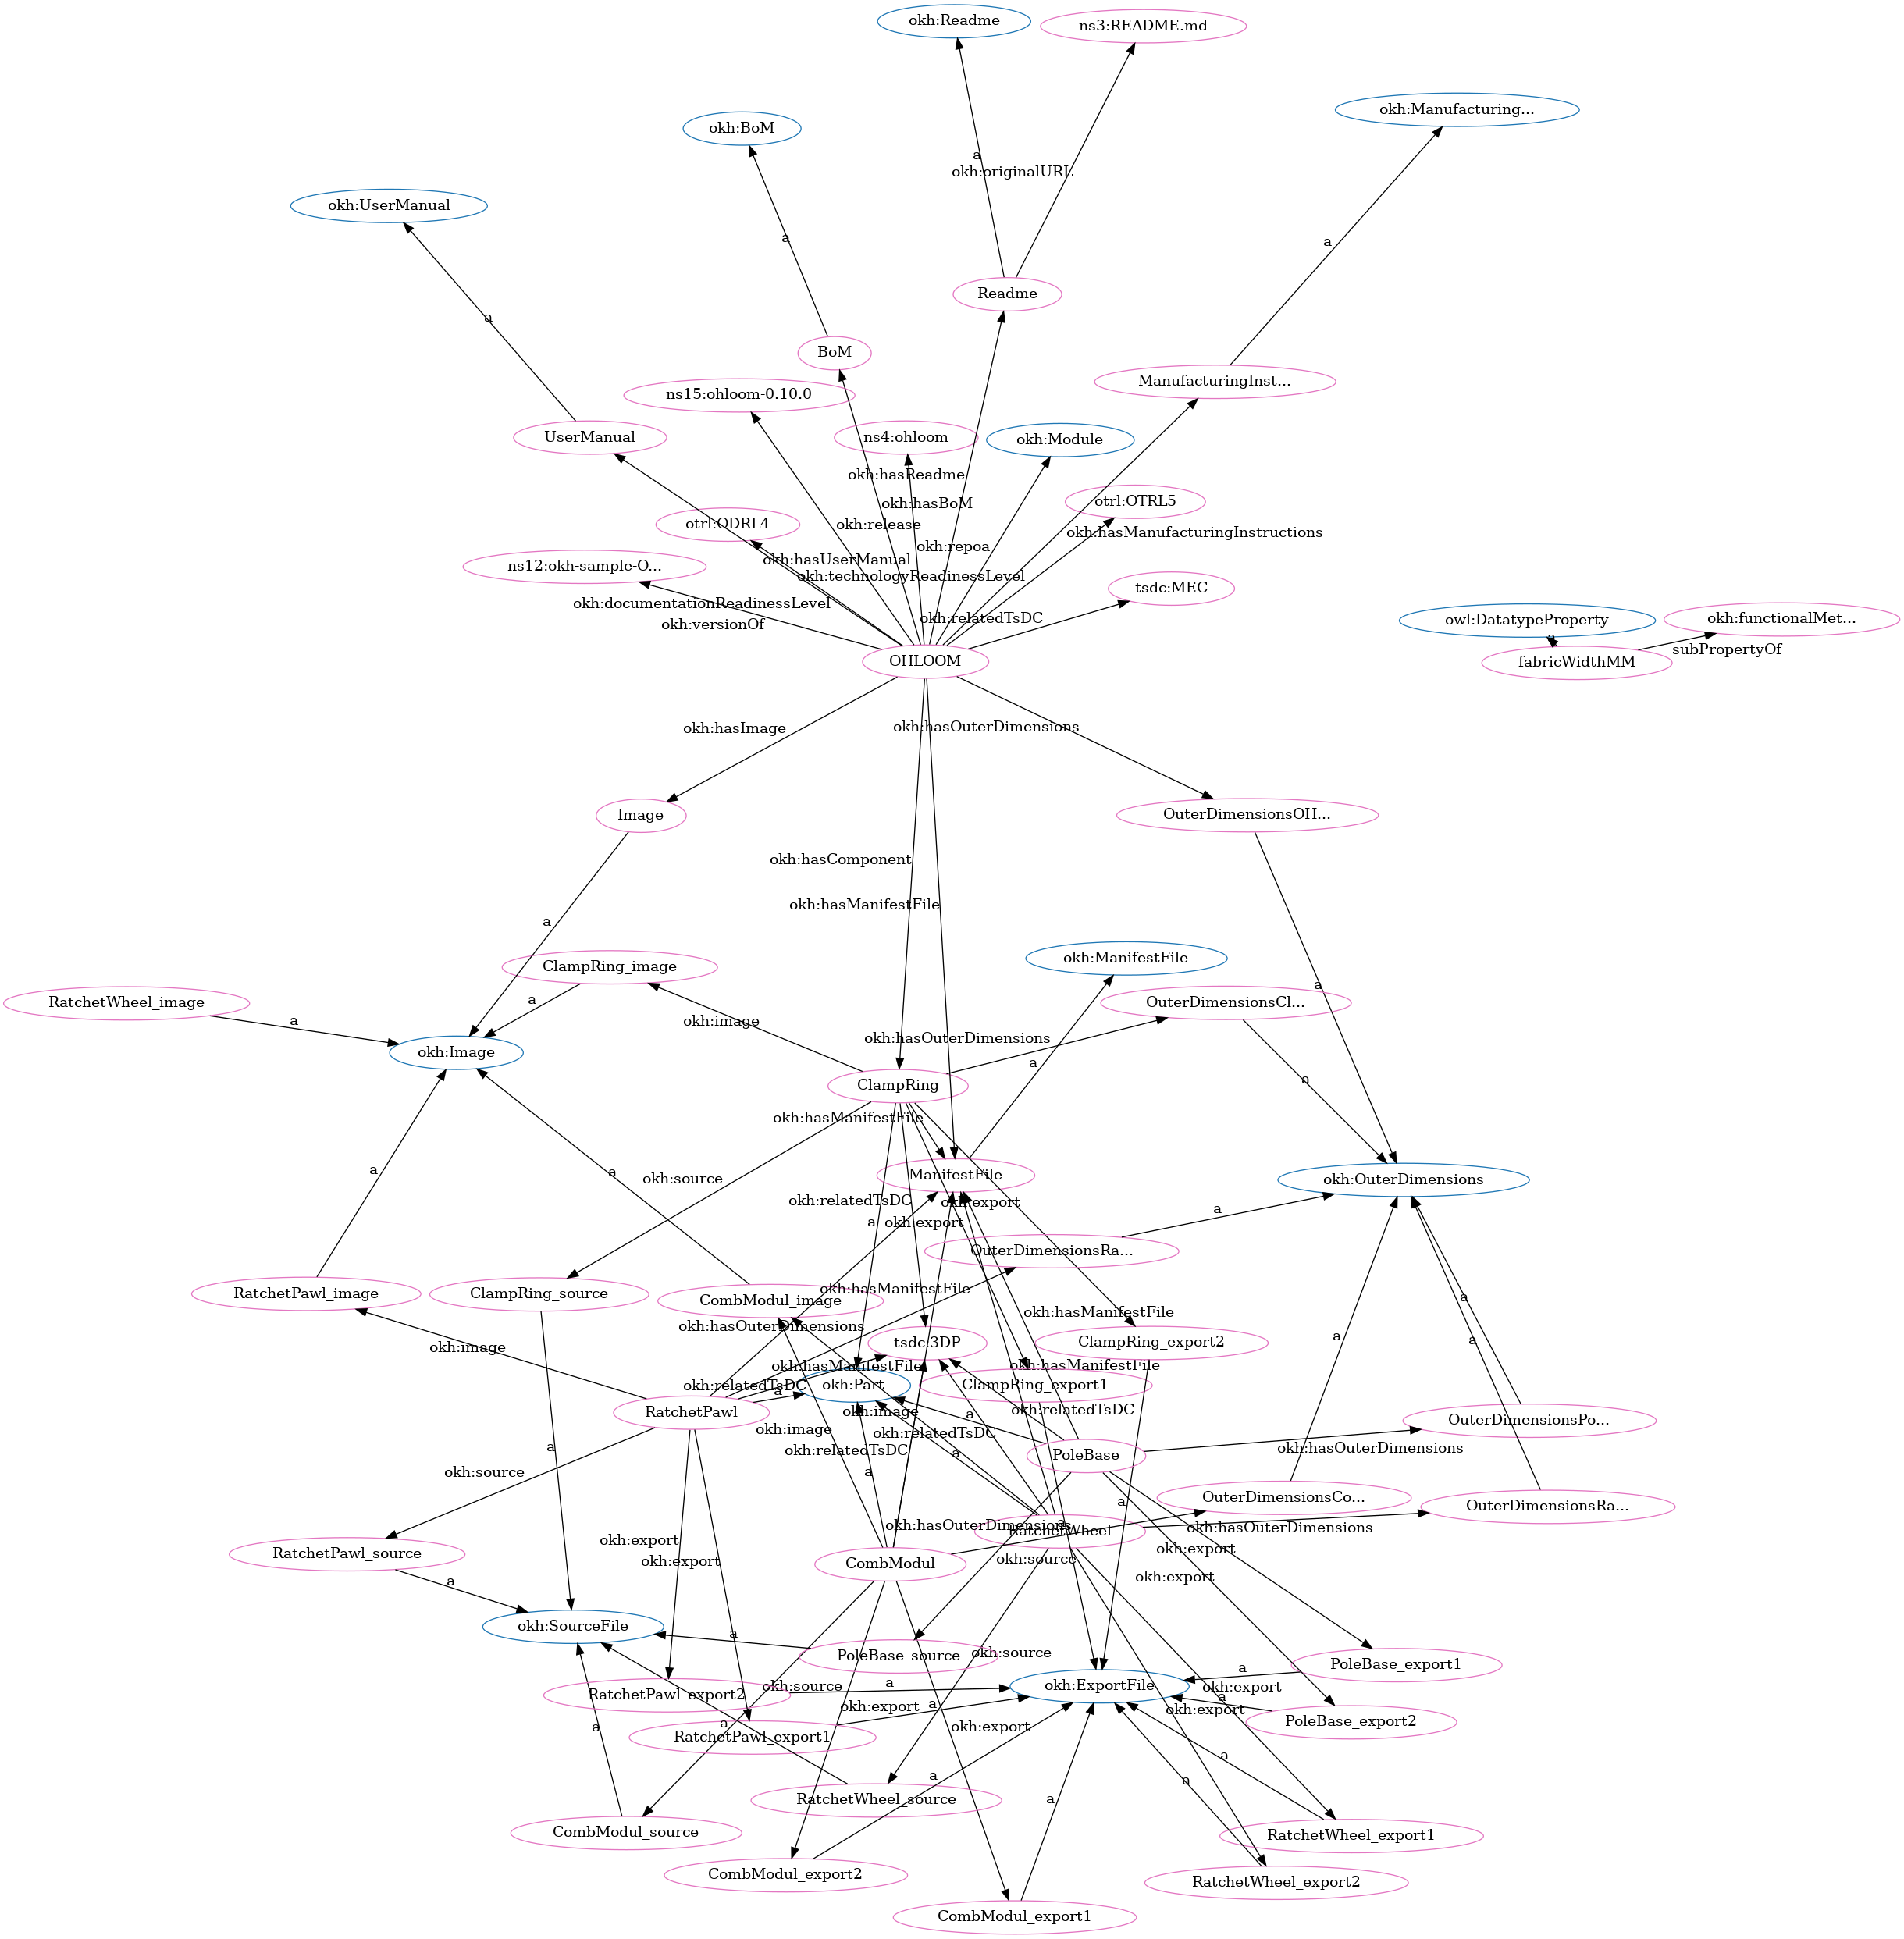 okh:Readme
ns3:README.md
okh:Manufacturing...
okh:BoM
a
okh:originalURL
okh:UserManual
a
a
Readme
a
BoM
ManufacturingInst...
ns15:ohloom-0.10.0
UserManual
ns4:ohloom
okh:Module
okh:hasReadme
okh:hasBoM
otrl:OTRL5
otrl:ODRL4
okh:release
okh:hasManufacturingInstructions
okh:repo
a
okh:hasUserManual
ns12:okh-sample-O...
okh:technologyReadinessLevel
tsdc:MEC
okh:documentationReadinessLevel
okh:versionOf
okh:relatedTsDC
owl:DatatypeProperty
okh:functionalMet...
a
subPropertyOf
OHLOOM
fabricWidthMM
okh:hasImage
okh:hasOuterDimensions
Image
OuterDimensionsOH...
okh:hasComponent
okh:hasManifestFile
a
ClampRing_image
okh:ManifestFile
a
RatchetWheel_image
a
a
okh:image
OuterDimensionsCl...
okh:Image
okh:hasOuterDimensions
a
a
ClampRing
okh:hasManifestFile
a
a
okh:source
ManifestFile
okh:OuterDimensions
okh:relatedTsDC
okh:export
a
okh:export
a
OuterDimensionsRa...
RatchetPawl_image
ClampRing_source
CombModul_image
okh:hasManifestFile
okh:hasManifestFile
a
okh:hasOuterDimensions
okh:image
tsdc:3DP
ClampRing_export2
a
a
okh:hasManifestFile
okh:hasManifestFile
okh:relatedTsDC
a
okh:Part
ClampRing_export1
RatchetPawl
okh:image
okh:image
okh:relatedTsDC
a
okh:relatedTsDC
OuterDimensionsPo...
a
okh:relatedTsDC
a
PoleBase
okh:hasOuterDimensions
okh:source
a
a
OuterDimensionsCo...
OuterDimensionsRa...
okh:hasOuterDimensions
a
RatchetWheel
okh:hasOuterDimensions
RatchetPawl_source
okh:export
okh:export
CombModul
okh:source
okh:export
okh:export
a
okh:SourceFile
a
PoleBase_source
okh:source
PoleBase_export1
a
RatchetPawl_export2
okh:source
a
okh:ExportFile
okh:export
a
a
okh:export
a
okh:export
okh:export
PoleBase_export2
a
RatchetPawl_export1
a
a
a
a
RatchetWheel_source
CombModul_source
RatchetWheel_export1
CombModul_export2
RatchetWheel_export2
CombModul_export1